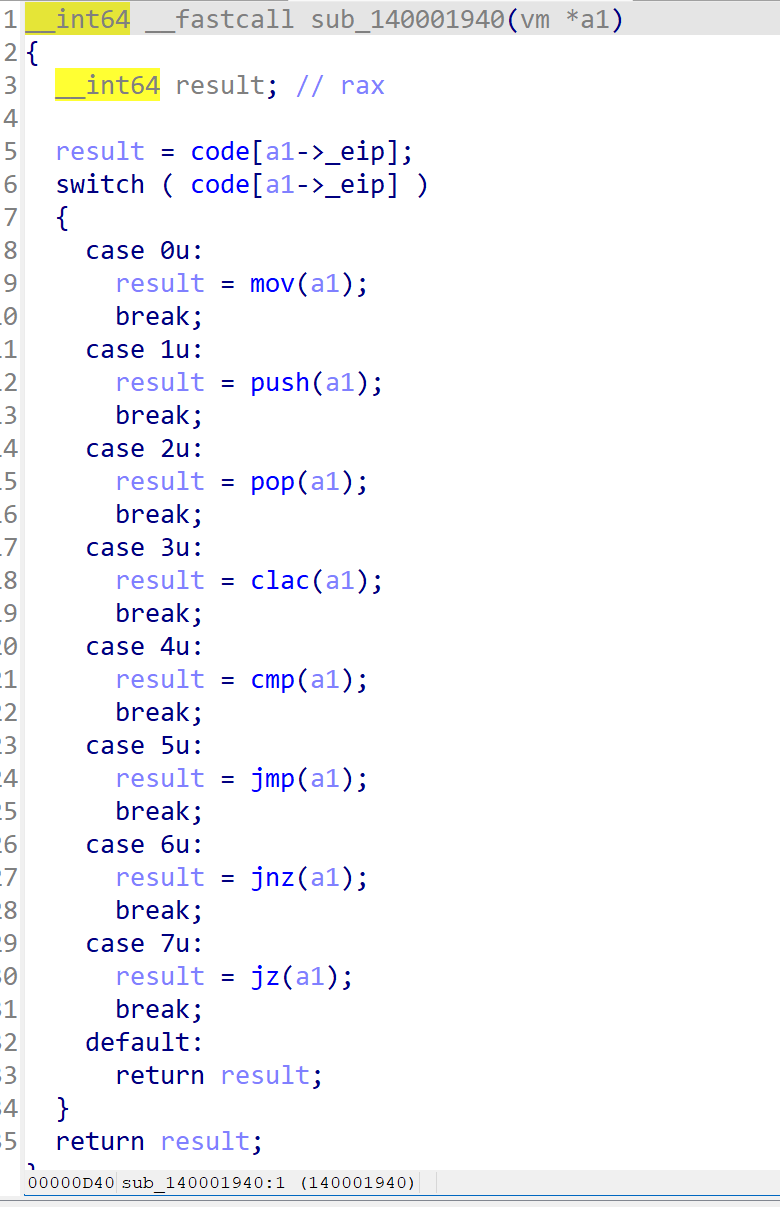 1 __int64 __fastcall sub_140001940(vm *a1)
2 {
3   __int64 result; // rax
4
5   result = code[a1->_eip];
6   switch ( code[a1->_eip] )
7   {
8     case 0u:
9       result = mov(a1);
0       break;
1     case 1u:
2       result = push(a1);
3       break;
4     case 2u:
5       result = pop(a1);
6       break;
7     case 3u:
8       result = clac(a1);
9       break;
0     case 4u:
1       result = cmp(a1);
2       break;
3     case 5u:
4       result = jmp(a1);
5       break;
6     case 6u:
7       result = jnz(a1);
8       break;
9     case 7u:
0       result = jz(a1);
1       break;
2     default:
3       return result;
4   }
5   return result;
00000D40 sub_140001940:1 (140001940)